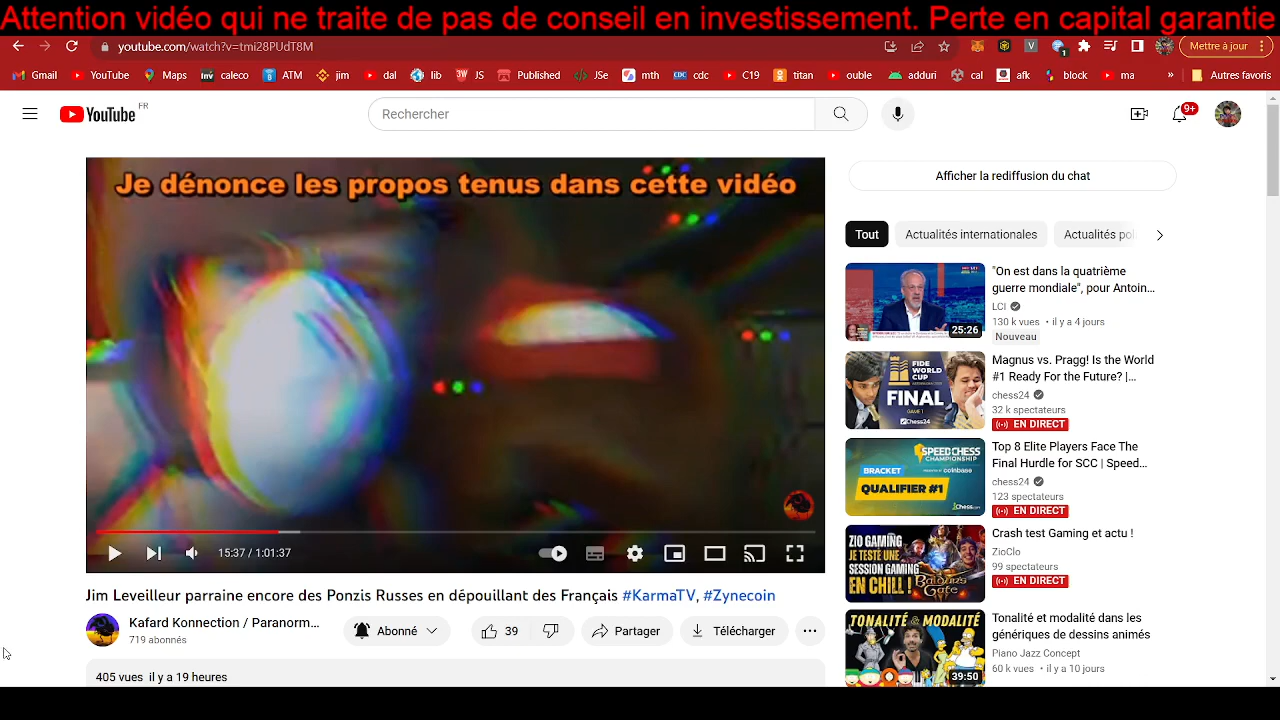 Attention vidéo qui ne traite de pas de conseil en investissement. Perte en capital garantie
youtube.com/watch?v=tmi28PUdT8M
Mettre à jour
Gmail YouTube Maps caleco ATM jim dal lib JS Published JSe mth cdc C19 titan ouble adduri cal afk block ma » Autres favoris
YouTube FR
Rechercher
9+
Je dénonce les propos tenus dans cette vidéo
15:37 / 1:01:37
Jim Leveilleur parraine encore des Ponzis Russes en dépouillant des Français #KarmaTV, #Zynecoin
Kafard Konnection / Paranorm...
719 abonnés
Abonné
39
Partager
Télécharger
405 vues il y a 19 heures
Afficher la rediffusion du chat
Tout Actualités internationales Actualités pol
"On est dans la quatrième
guerre mondiale", pour Antoin...
LCI
130 k vues • il y a 4 jours
Nouveau
25:26
Magnus vs. Pragg! Is the World
#1 Ready For the Future? |...
chess24
32 k spectateurs
EN DIRECT
FIDE
WORLD
CUP
FINAL
GAME 1
Chess24
Top 8 Elite Players Face The
Final Hurdle for SCC | Speed...
chess24
123 spectateurs
EN DIRECT
SPEED CHESS
CHAMPIONSHIP
coinbase
BRACKET
QUALIFIER #1
Crash test Gaming et actu !
ZioClo
99 spectateurs
EN DIRECT
ZIO GAMING
JE TESTE UNE
SESSION GAMING
EN CHILL !
Tonalité et modalité dans les
génériques de dessins animés
Piano Jazz Concept
60 k vues • il y a 10 jours
TONALITÉ & MODALITÉ
39:50